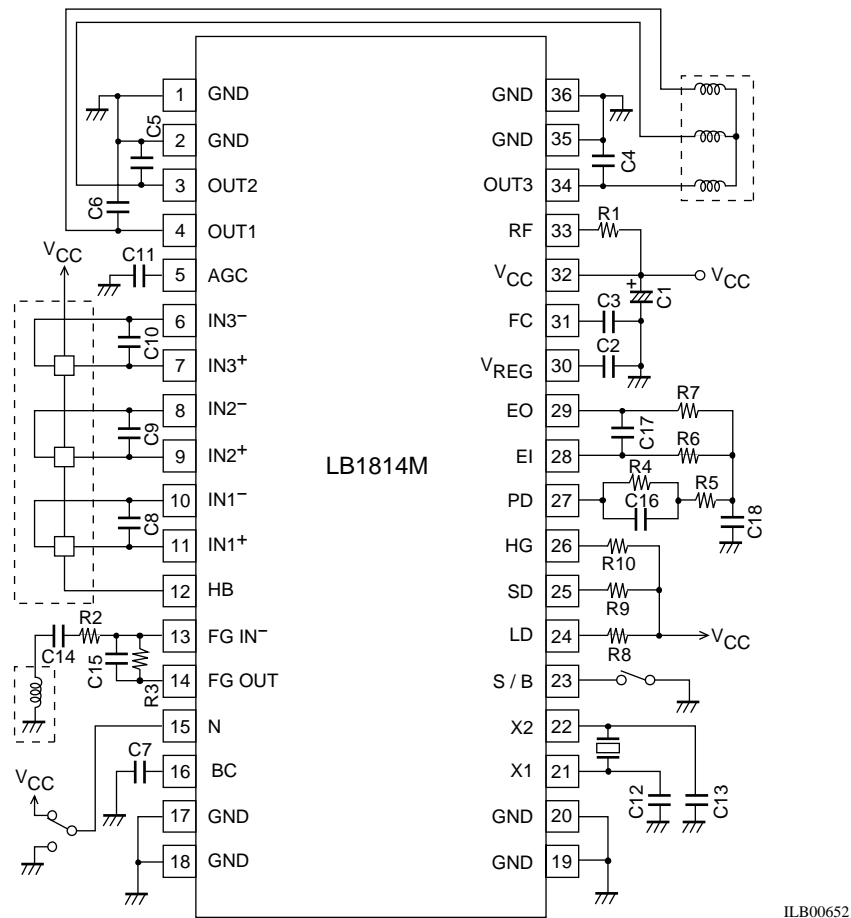 1 GND GND 36
C5
2 GND GND 35
C4
3 OUT2 OUT3 34
C6
R1
4 OUT1 RF 33
VCC
C11
5 AGC VCC 32 VCC
+
C1
6 IN3− FC 31 C3
C10
7 IN3+ VREG 30 C2
R7
8 IN2− EO 29
C9
C17
R6
9 IN2+ EI 28
LB1814M
R4
10 IN1− PD 27 C16 R5
C8
C18
11 IN1+ HG 26
R10
12 HB SD 25
R9
R2
13 FG IN− LD 24 VCC
C14
C15
R8
R3
14 FG OUT S / B 23
15 N X2 22
C7
16 BC X1 21
VCC
C12
C13
17 GND GND 20
18 GND GND 19
ILB00652